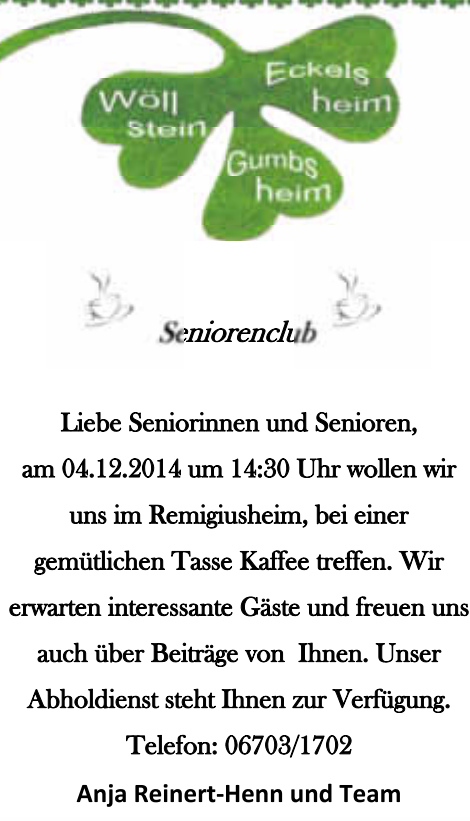 Wöll
stein
Eckels
heim
Gumbs
heim
Seniorenclub
Liebe Seniorinnen und Senioren,
am 04.12.2014 um 14:30 Uhr wollen wir
uns im Remigiusheim, bei einer
gemütlichen Tasse Kaffee treffen. Wir
erwarten interessante Gäste und freuen uns
auch über Beiträge von  Ihnen. Unser
Abholdienst steht Ihnen zur Verfügung.
Telefon: 06703/1702
Anja Reinert-Henn und Team